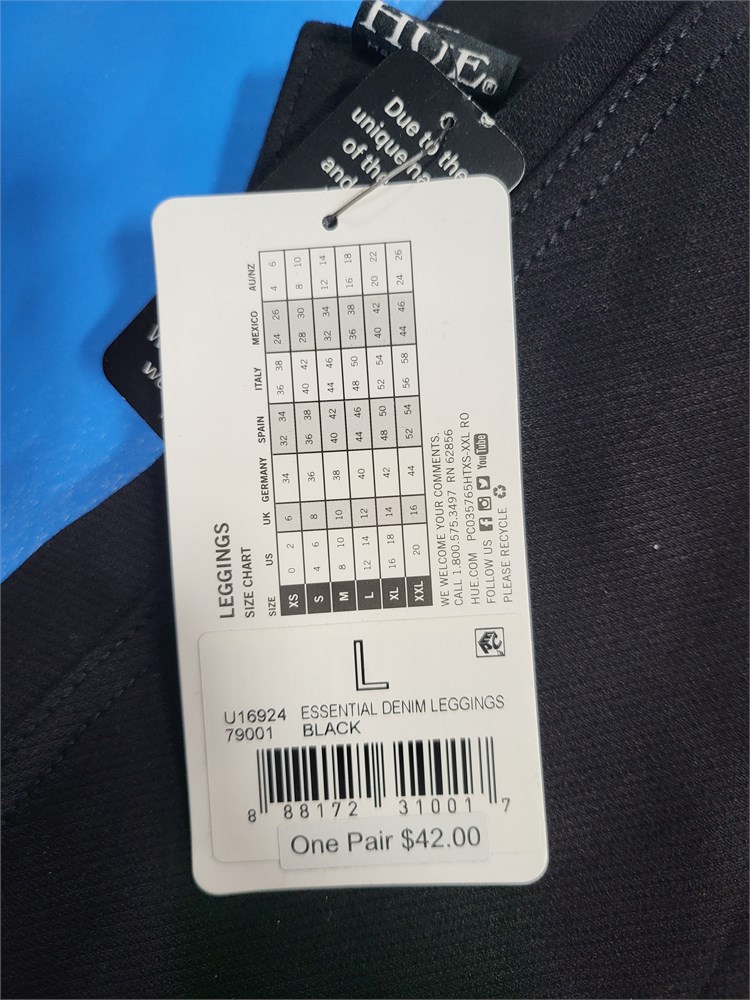 HUE®
Due to the
unique
of the
and
LEGGINGS
SIZE CHART
SIZE US UK GERMANY SPAIN ITALY MEXICO AU/NZ
XS 0 2 6 34 32 34 36 38 24 26 4 6
S 4 6 8 36 36 38 40 42 28 30 8 10
M 8 10 10 38 40 42 44 46 32 34 12 14
L 12 14 12 40 44 46 48 50 36 38 16 18
XL 16 18 14 42 48 50 52 54 40 42 20 22
XXL 20 16 44 52 54 56 58 44 46 24 26
WE WELCOME YOUR COMMENTS.
CALL 1.800.575.3497 RN 62856
HUE.COM PC035765HTXS-XXL RO
FOLLOW US YouTube
PLEASE RECYCLE
L
U16924 ESSENTIAL DENIM LEGGINGS
79001 BLACK
8 88172 31001 7
One Pair $42.00